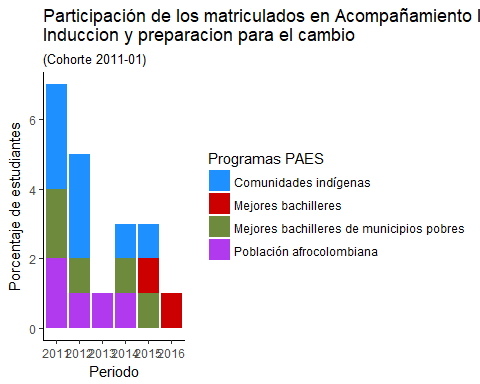 Participación de los matriculados en Acompañamiento
Induccion y preparacion para el cambio
(Cohorte 2011-01)
Porcentaje de estudiantes
6
4
2
0
2011 2012 2013 2014 2015 2016
Periodo
Programas PAES
Comunidades indígenas
Mejores bachilleres
Mejores bachilleres de municipios pobres
Población afrocolombiana